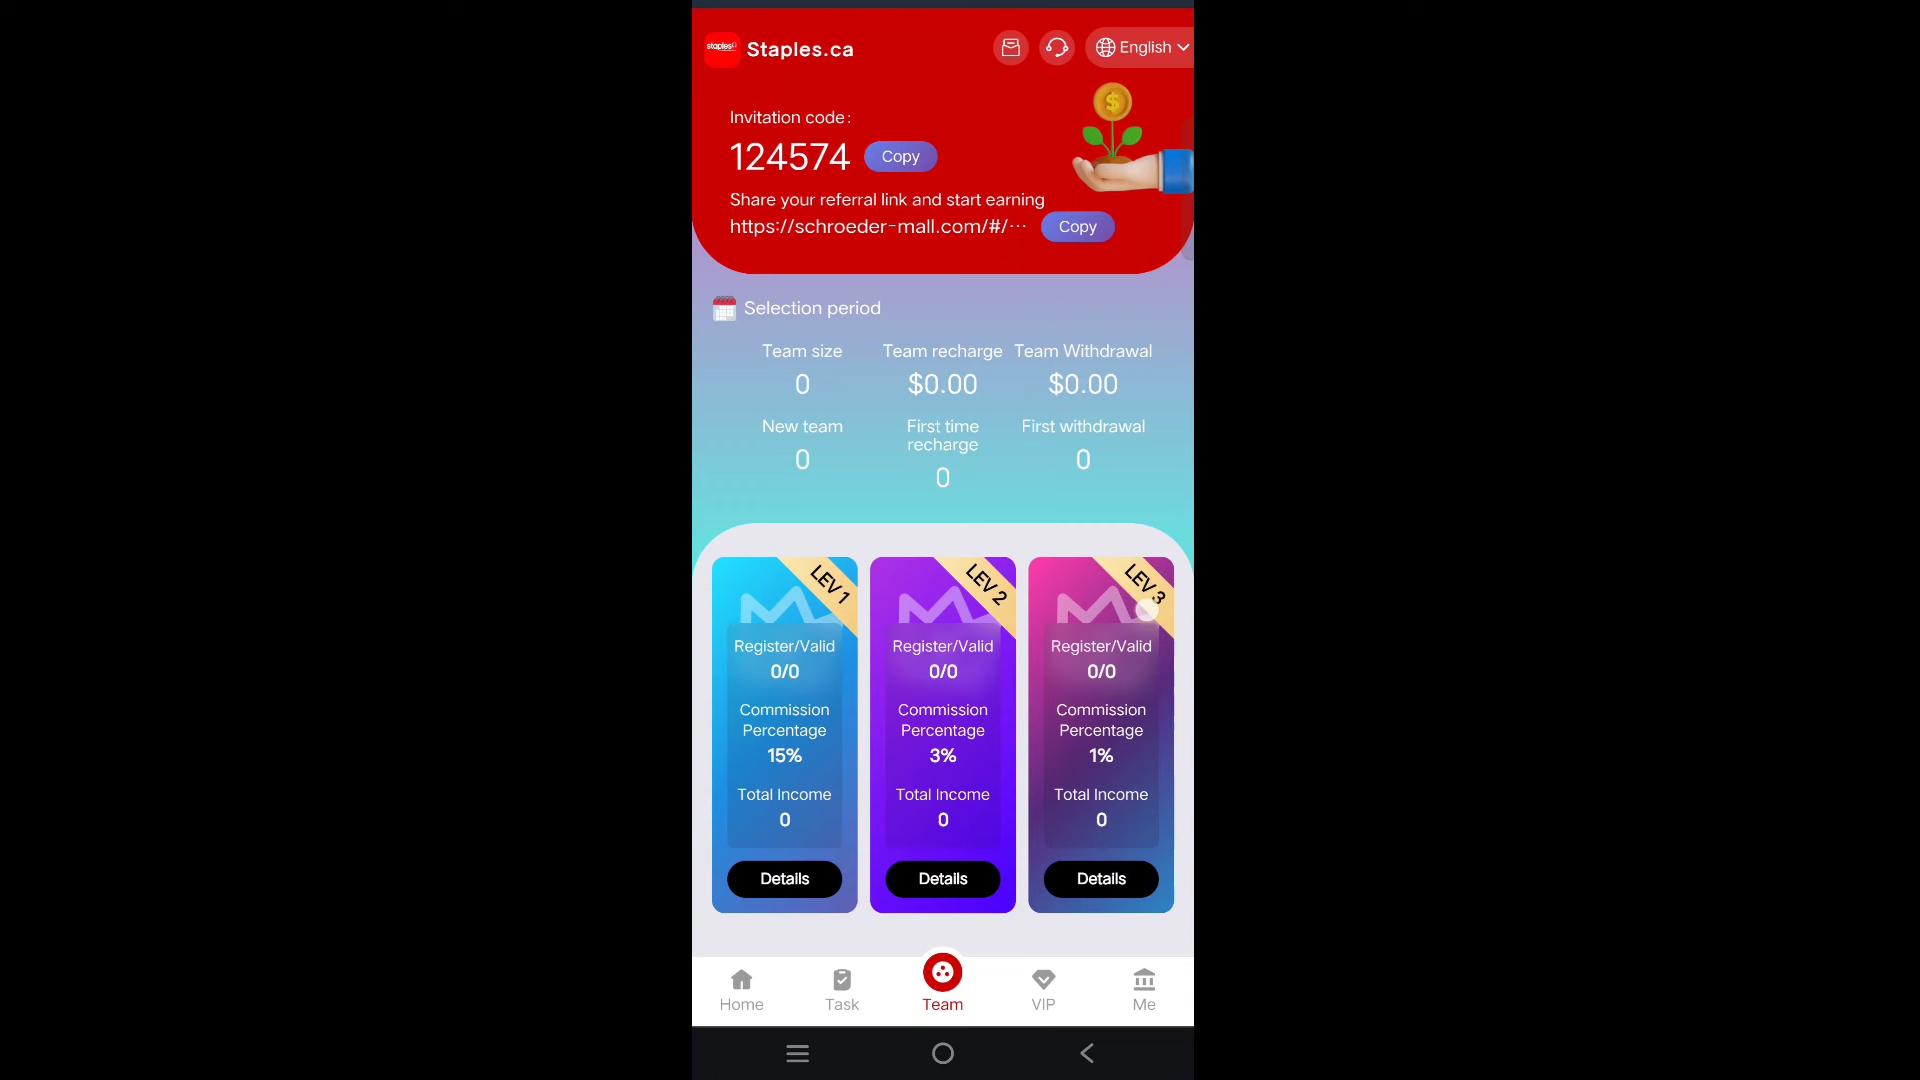 staples
Staples.ca
English
Invitation code:
124574
Copy
Share your referral link and start earning
https://schroeder-mall.com/#/···
Copy
$
Selection period
Team size
Team recharge
Team Withdrawal
0
$0.00
$0.00
New team
First time recharge
First withdrawal
0
0
0
LEV 1
LEV 2
LEV 3
Register/Valid
Register/Valid
Register/Valid
0/0
0/0
0/0
Commission
Commission
Commission
Percentage
Percentage
Percentage
15%
3%
1%
Total Income
Total Income
Total Income
0
0
0
Details
Details
Details
Home
Task
Team
VIP
Me